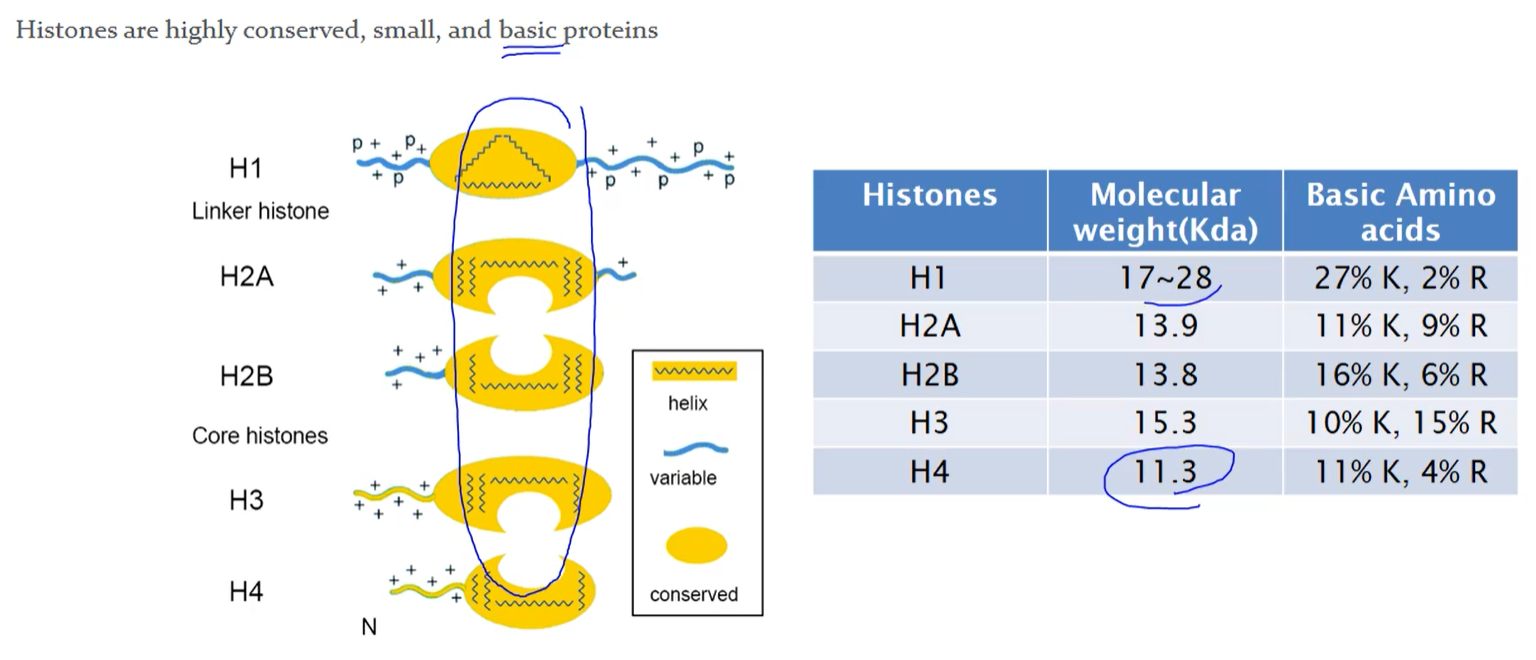 Histones are highly conserved, small, and basic proteins
p + + p + + p
H1
+ + + p + + p + p + p + p
Linker histone
H2A
+ + + +
H2B
+ + + +
Core histones
H3
+ + + + +
H4
+ + + + +
N
helix
variable
conserved
Histones Molecular weight(Kda) Basic Amino acids
H1 17~28 27% K, 2% R
H2A 13.9 11% K, 9% R
H2B 13.8 16% K, 6% R
H3 15.3 10% K, 15% R
H4 11.3 11% K, 4% R